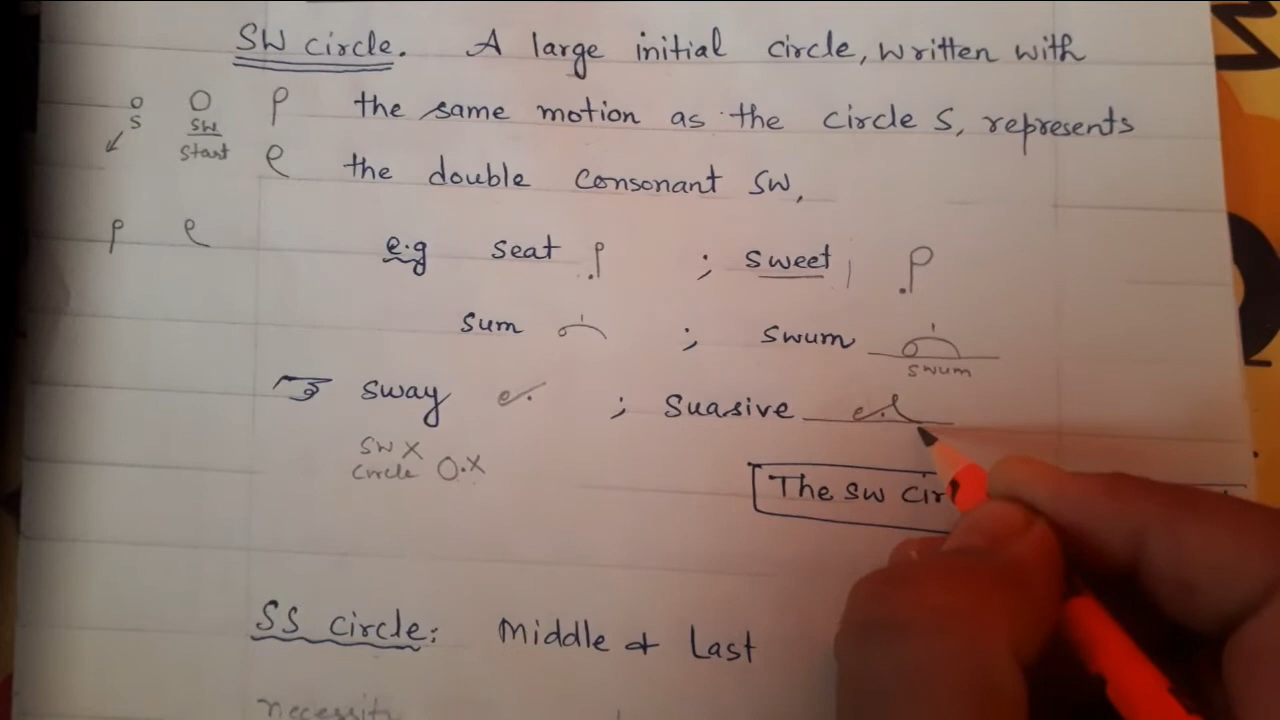 SW circle. A large initial circle, written with
S SW the same motion as the circle S, represents
Start the double consonant SW,
e.g seat ; sweet
sum ; swum
swum
sway ; suasive
SW X
Circle X
The SW
SS circle: Middle & Last
necessity